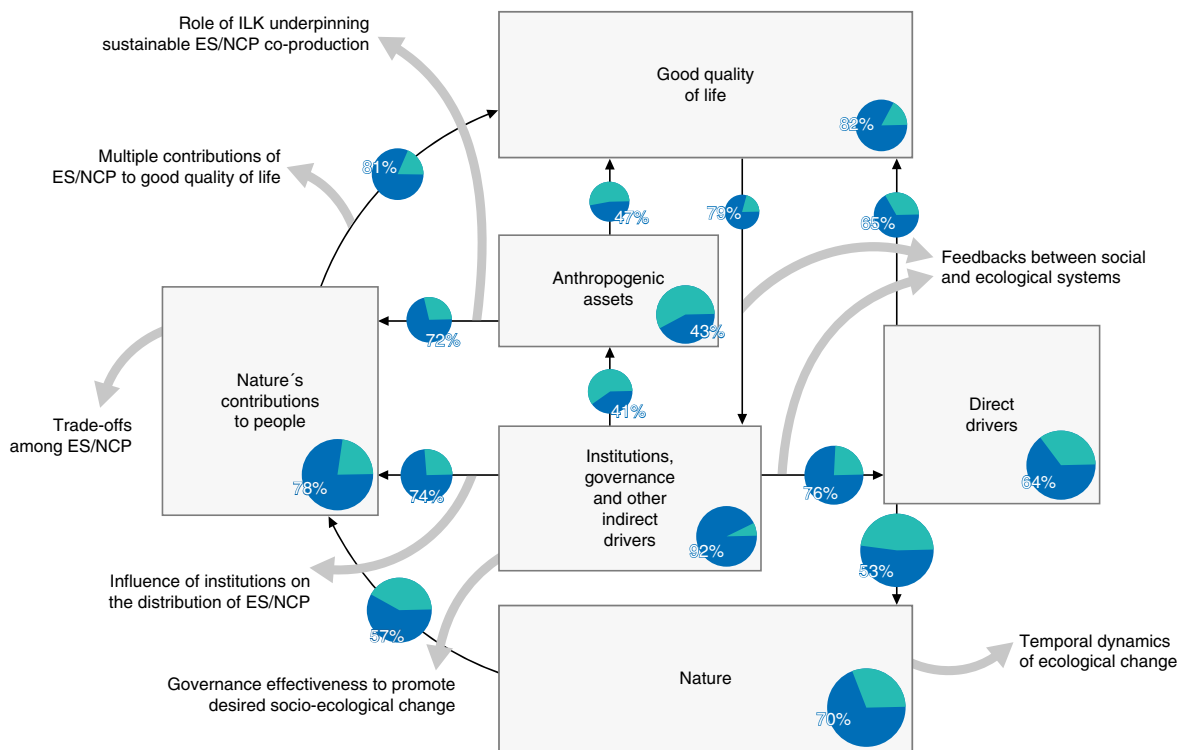 Role of ILK underpinning
sustainable ES/NCP co-production
Good quality
of life
82%
Multiple contributions of
ES/NCP to good quality of life
81%
47%
79%
65%
Feedbacks between social
and ecological systems
Anthropogenic
assets
43%
72%
Nature´s
contributions
to people
78%
41%
Direct
drivers
64%
Trade-offs
among ES/NCP
74%
Institutions,
governance
and other
indirect
drivers
92%
76%
53%
Influence of institutions on
the distribution of ES/NCP
57%
Governance effectiveness to promote
desired socio-ecological change
Nature
70%
Temporal dynamics
of ecological change